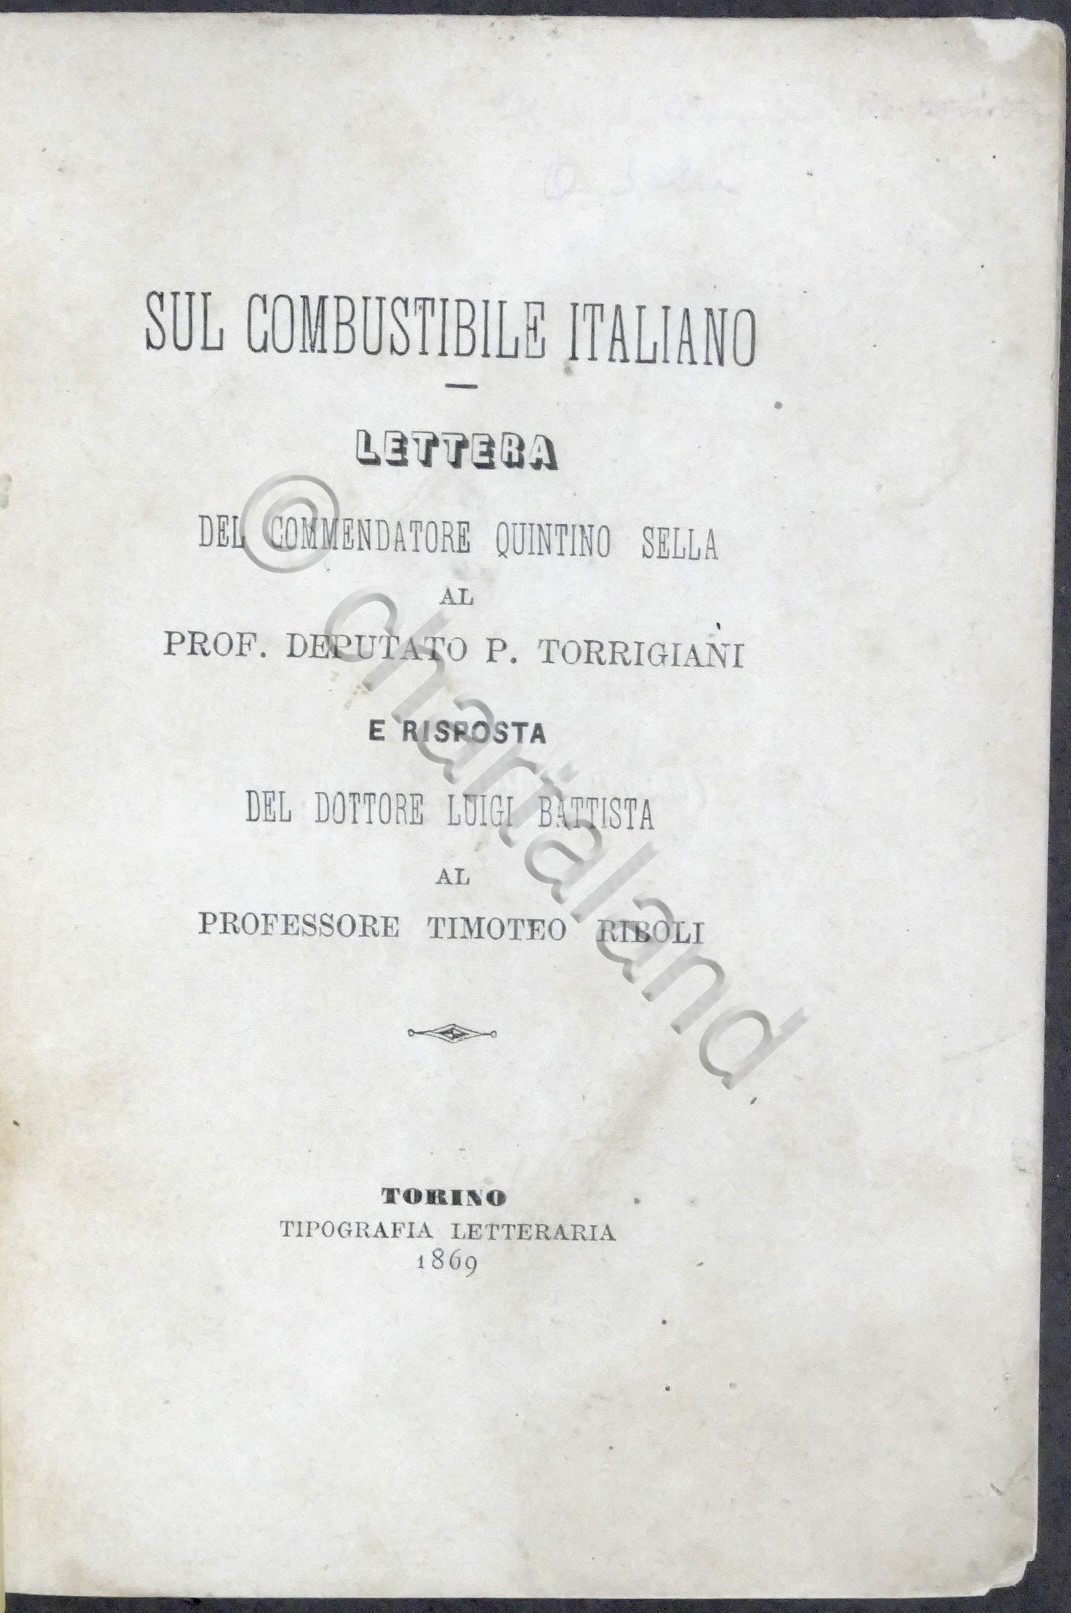 SUL COMBUSTIBILE ITALIANO
LETTERA
DEL COMMENDATORE QUINTINO SELLA
AL
PROF. DEPUTATO P. TORRIGIANI
E RISPOSTA
DEL DOTTORE LUIGI BATTISTA
AL
PROFESSORE TIMOTEO RIBOLI
TORINO
TIPOGRAFIA LETTERARIA
1869
© chartaland